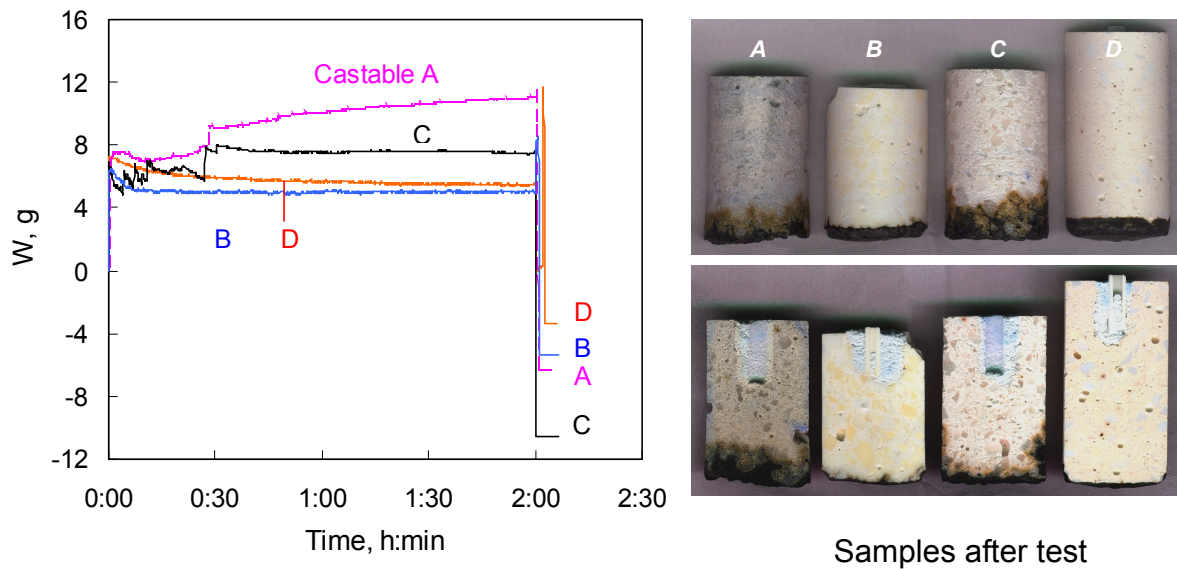 16
12
8
4
0
-4
-8
-12
W, g
Castable A
C
B
D
D
B
A
C
0:00 0:30 1:00 1:30 2:00 2:30
Time, h:min
A B C D
Samples after test